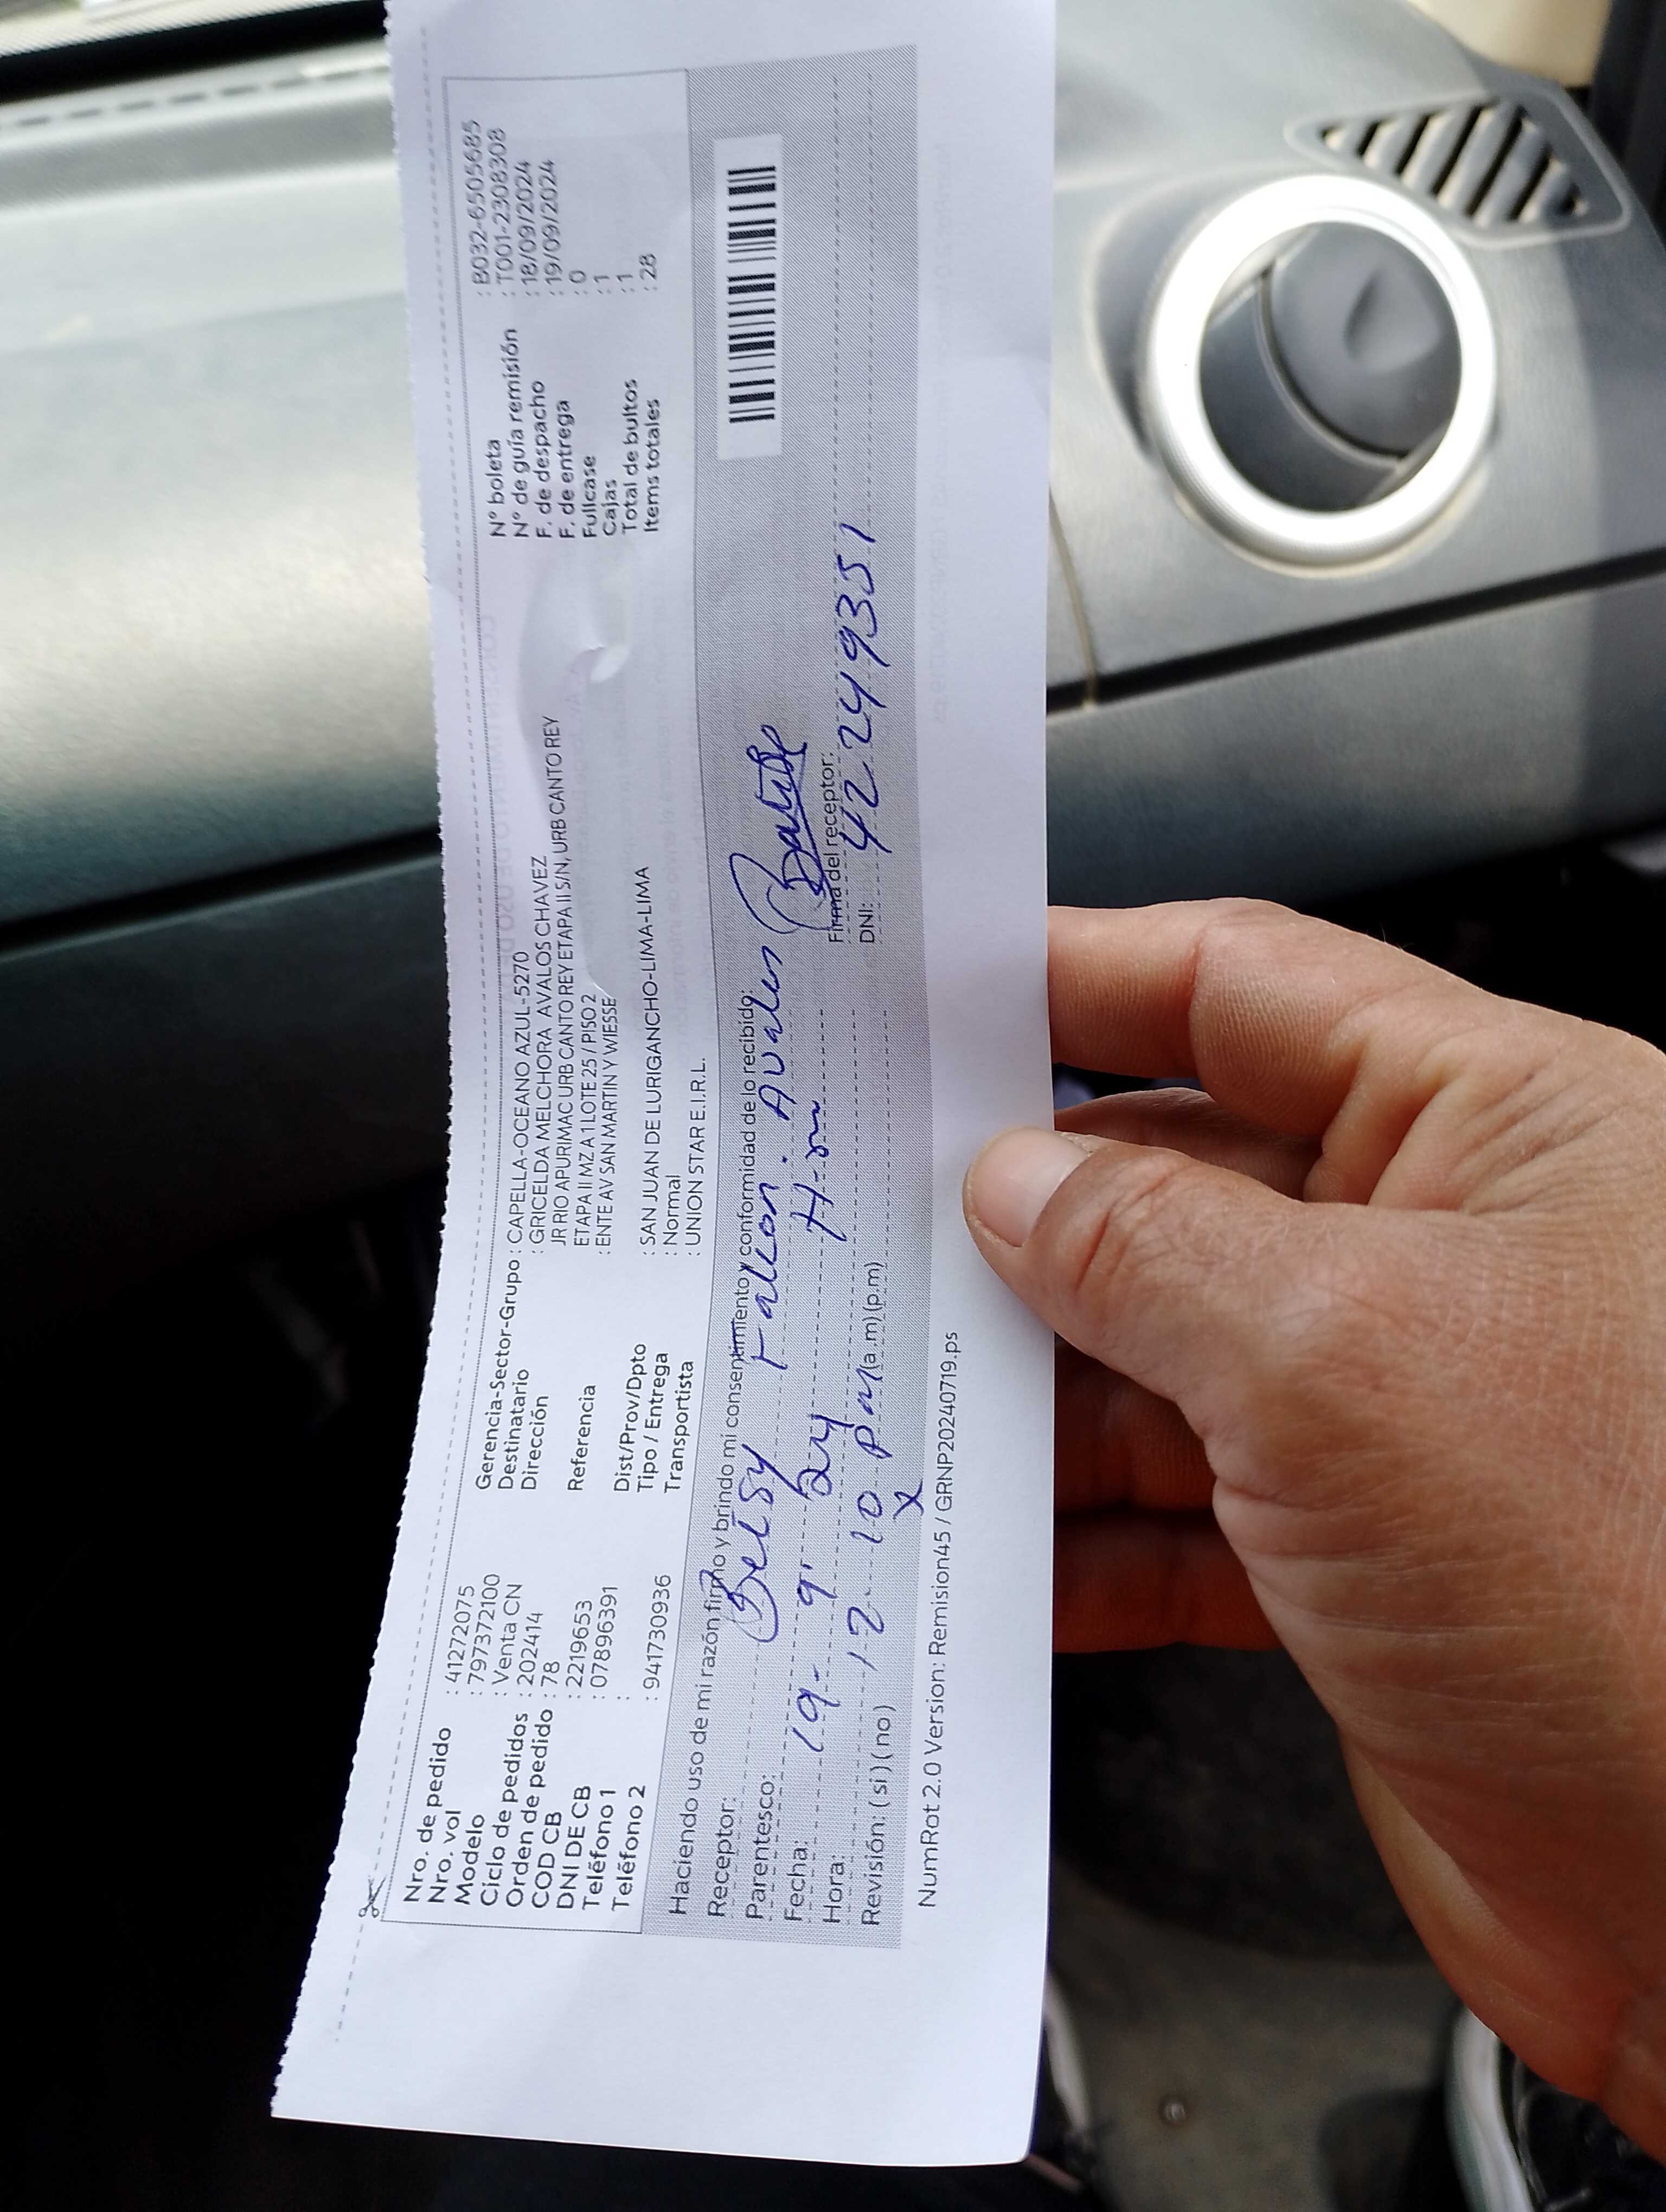 Nro. de pedido : 41272075
Nro. vol : 797372100
Modelo : Venta CN
Ciclo de pedidos : 202414
Orden de pedido : 78
COD CB : 2219653
DNI DE CB : 07896391
Teléfono 1 :
Teléfono 2 : 941730936
Gerencia-Sector-Grupo : CAPELLA-OCEANO AZUL-5270
Destinatario : GRICELDA MELCHORA AVALOS CHAVEZ
Dirección JR RIO APURIMAC URB CANTO REY ETAPA II S/N, URB CANTO REY
ETAPA II MZ A 1 LOTE 25 / PISO 2
Referencia : ENTE AV SAN MARTIN Y WIESSE
Dist/Prov/Dpto : SAN JUAN DE LURIGANCHO-LIMA-LIMA
Tipo / Entrega : Normal
Transportista : UNION STAR E.I.R.L.
N° boleta : B032-6505685
N° de guía remisión : T001-2308308
F. de despacho : 18/09/2024
F. de entrega : 19/09/2024
Fullcase : 0
Cajas : 1
Total de bultos : 1
Items totales : 28
Haciendo uso de mi razón firmo y brindo mi consentimiento y conformidad de lo recibido:
Receptor: Betsy Falcon Avalos
Parentesco:
Fecha: 19- 9- 24
Hora: 12 10 pm (a.m) (p.m)
Revisión: ( si ) ( no ) X
Firma del receptor:
DNI: 42249351
NumRot 2.0 Version: Remision45 / GRNP20240719.ps